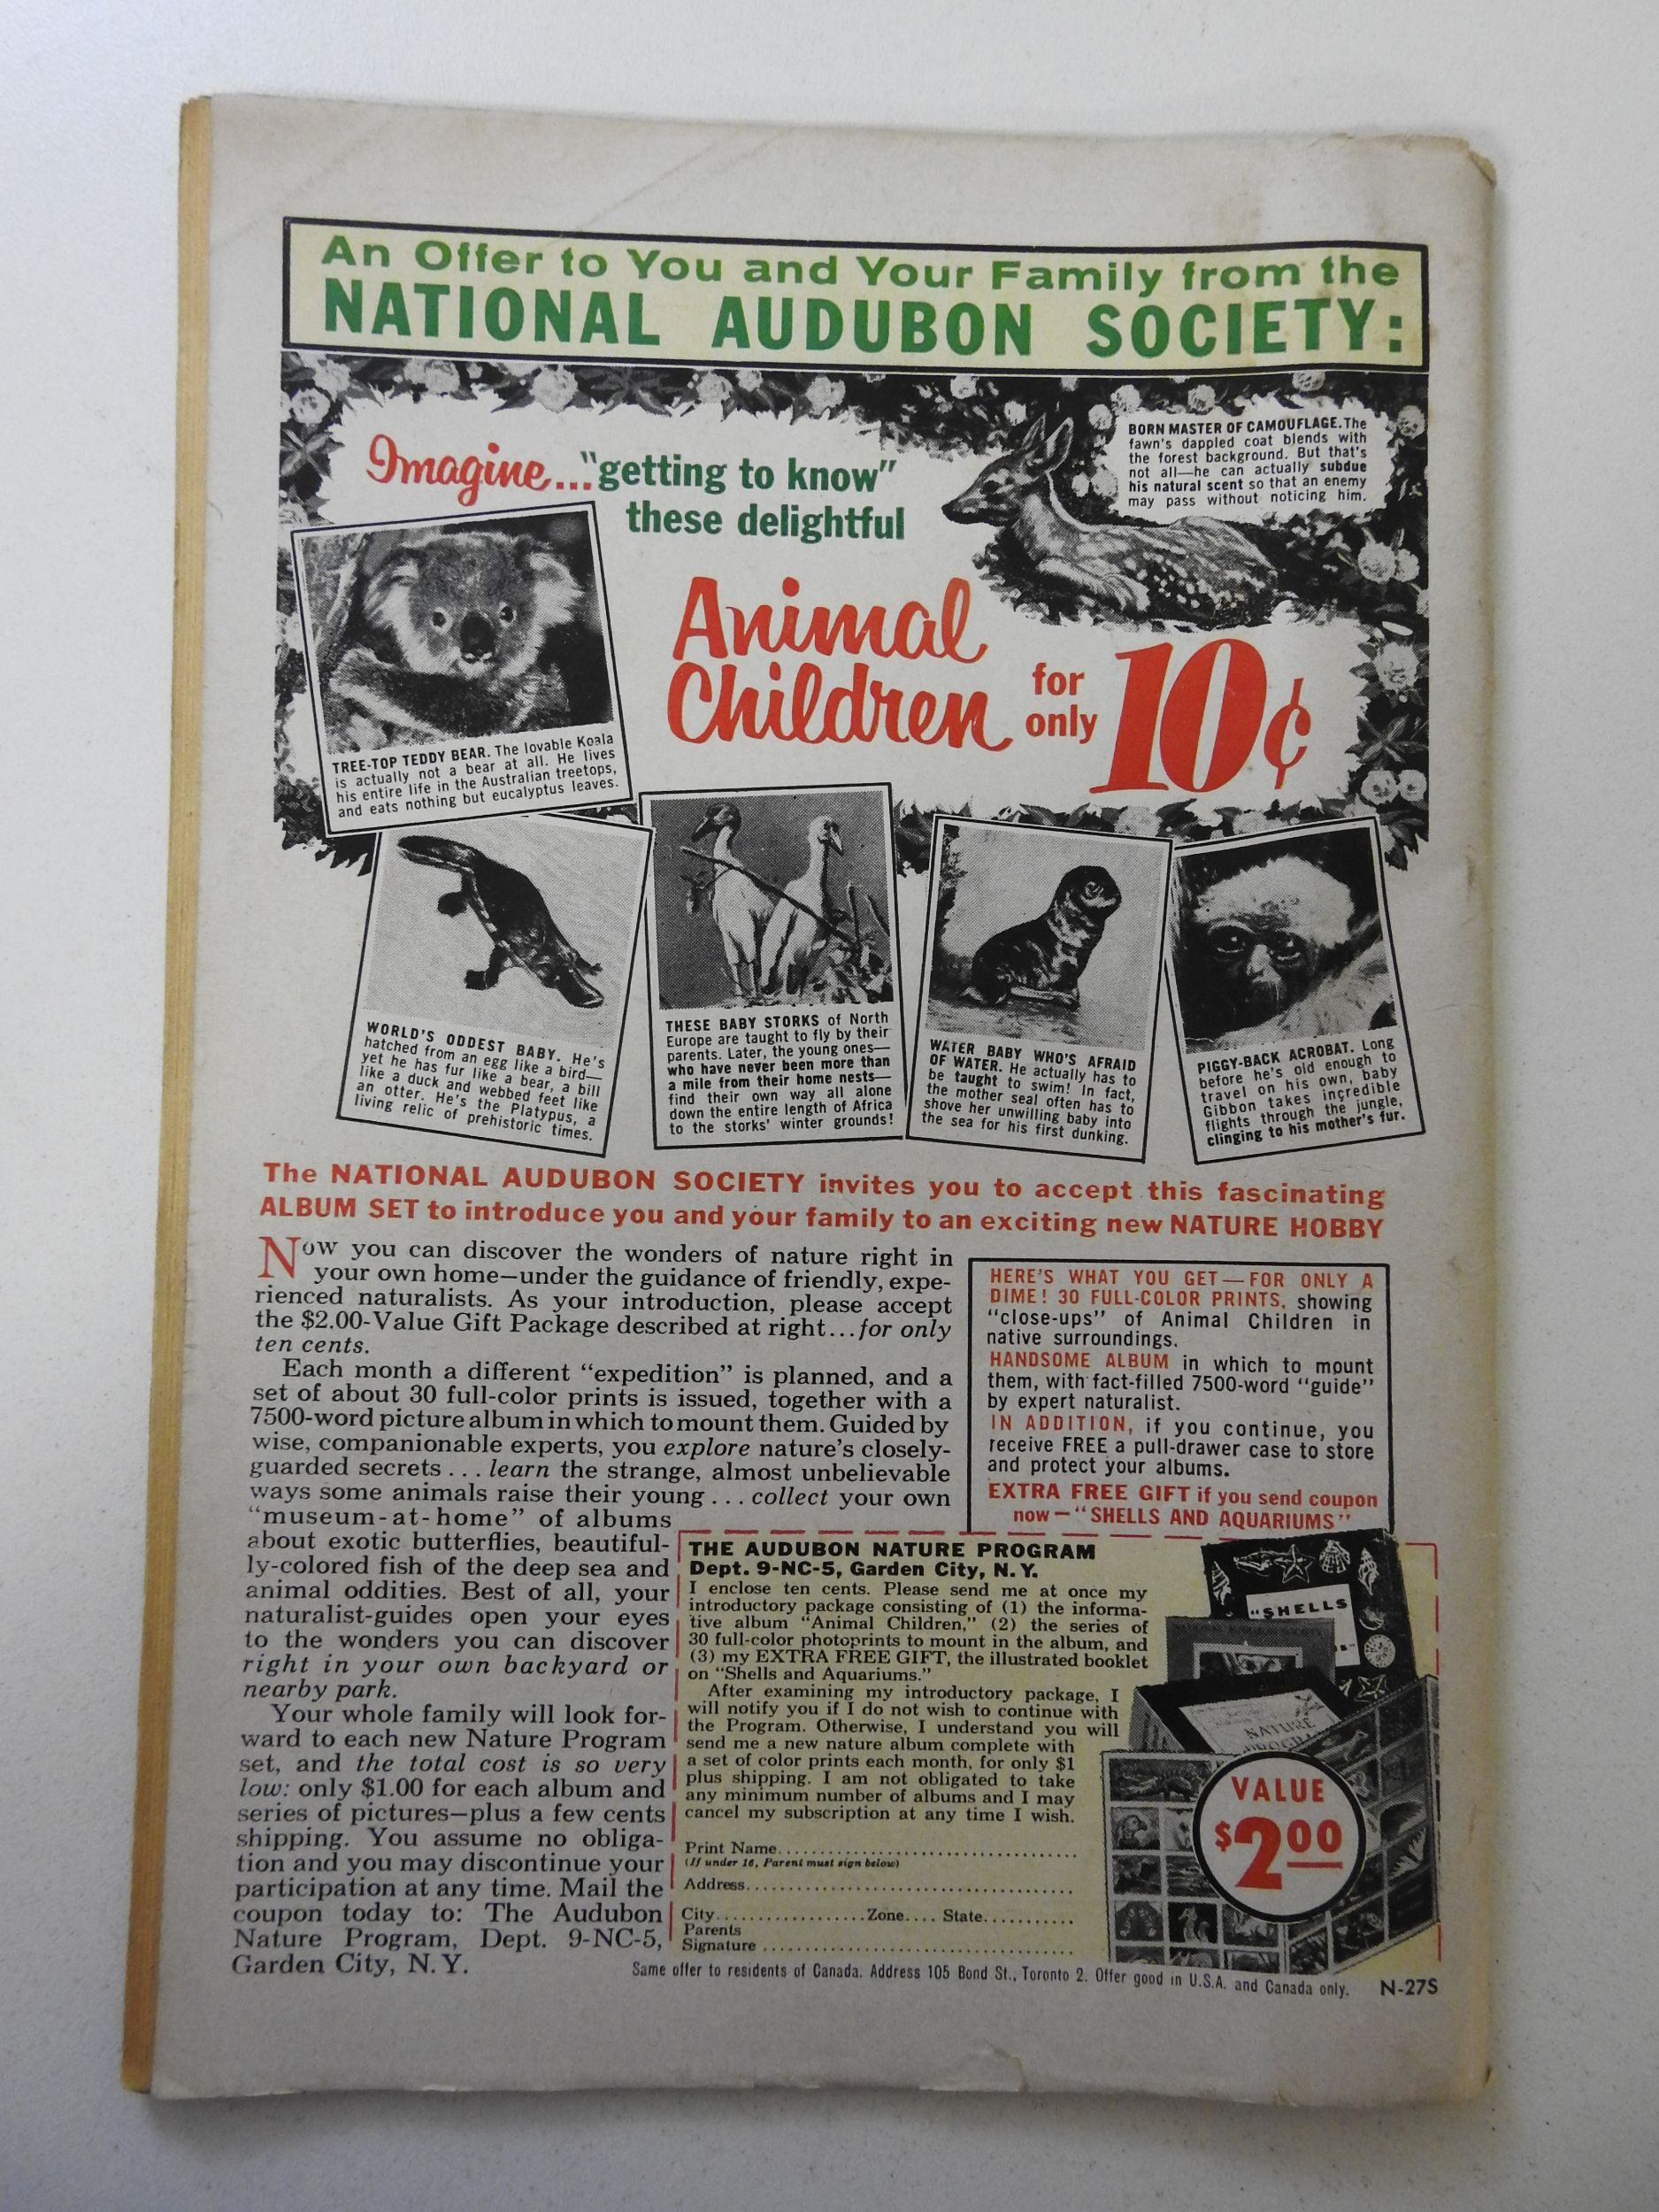 An Offer to You and Your Family from the
NATIONAL AUDUBON SOCIETY:
Imagine..."getting to know"
these delightful
Animal
Children
for
only
10¢
BORN MASTER OF CAMOUFLAGE. The
fawn's dappled coat blends with
the forest background. But that's
not all—he can actually subdue
his natural scent so that an enemy
may pass without noticing him.
TREE-TOP TEDDY BEAR. The lovable Koala
is actually not a bear at all. He lives
his entire life in the Australian treetops,
and eats nothing but eucalyptus leaves.
WORLD'S ODDEST BABY. He's
hatched from an egg like a bird—
yet he has fur like a bear, a bill
like a duck and webbed feet like
an otter. He's the Platypus, a
living relic of prehistoric times.
THESE BABY STORKS of North
Europe are taught to fly by their
parents. Later, the young ones—
who have never been more than
a mile from their home nests—
find their own way all alone
down the entire length of Africa
to the storks' winter grounds!
WATER BABY WHO'S AFRAID
OF WATER. He actually has to
be taught to swim! In fact,
the mother seal often has to
shove her unwilling baby into
the sea for his first dunking.
PIGGY-BACK ACROBAT. Long
before he's old enough to
travel on his own, baby
Gibbon takes incredible
flights through the jungle,
clinging to his mother's fur.
The NATIONAL AUDUBON SOCIETY invites you to accept this fascinating
ALBUM SET to introduce you and your family to an exciting new NATURE HOBBY
Now you can discover the wonders of nature right in
your own home—under the guidance of friendly, expe-
rienced naturalists. As your introduction, please accept
the $2.00-Value Gift Package described at right...for only
ten cents.
Each month a different "expedition" is planned, and a
set of about 30 full-color prints is issued, together with a
7500-word picture album in which to mount them. Guided by
wise, companionable experts, you explore nature's closely-
guarded secrets . . . learn the strange, almost unbelievable
ways some animals raise their young . . . collect your own
"museum-at-home" of albums
about exotic butterflies, beautiful-
ly-colored fish of the deep sea and
animal oddities. Best of all, your
naturalist-guides open your eyes
to the wonders you can discover
right in your own backyard or
nearby park.
Your whole family will look for-
ward to each new Nature Program
set, and the total cost is so very
low: only $1.00 for each album and
series of pictures—plus a few cents
shipping. You assume no obliga-
tion and you may discontinue your
participation at any time. Mail the
coupon today to: The Audubon
Nature Program, Dept. 9-NC-5,
Garden City, N. Y.
HERE'S WHAT YOU GET—FOR ONLY A
DIME! 30 FULL-COLOR PRINTS, showing
"close-ups" of Animal Children in
native surroundings.
HANDSOME ALBUM in which to mount
them, with fact-filled 7500-word "guide"
by expert naturalist.
IN ADDITION, if you continue, you
receive FREE a pull-drawer case to store
and protect your albums.
EXTRA FREE GIFT if you send coupon
now—"SHELLS AND AQUARIUMS"
THE AUDUBON NATURE PROGRAM
Dept. 9-NC-5, Garden City, N. Y.
I enclose ten cents. Please send me at once my
introductory package consisting of (1) the informa-
tive album "Animal Children," (2) the series of
30 full-color photoprints to mount in the album, and
(3) my EXTRA FREE GIFT, the illustrated booklet
on "Shells and Aquariums."
After examining my introductory package, I
will notify you if I do not wish to continue with
the Program. Otherwise, I understand you will
send me a new nature album complete with
a set of color prints each month, for only $1
plus shipping. I am not obligated to take
any minimum number of albums and I may
cancel my subscription at any time I wish.
Print Name....................................
(If under 16, Parent must sign below)
Address.......................................
City..................Zone.... State...........
Parents
Signature .....................................
"SHELLS
NATURE
VALUE
$2.00
Same offer to residents of Canada. Address 105 Bond St., Toronto 2. Offer good in U.S.A. and Canada only.
N-27S